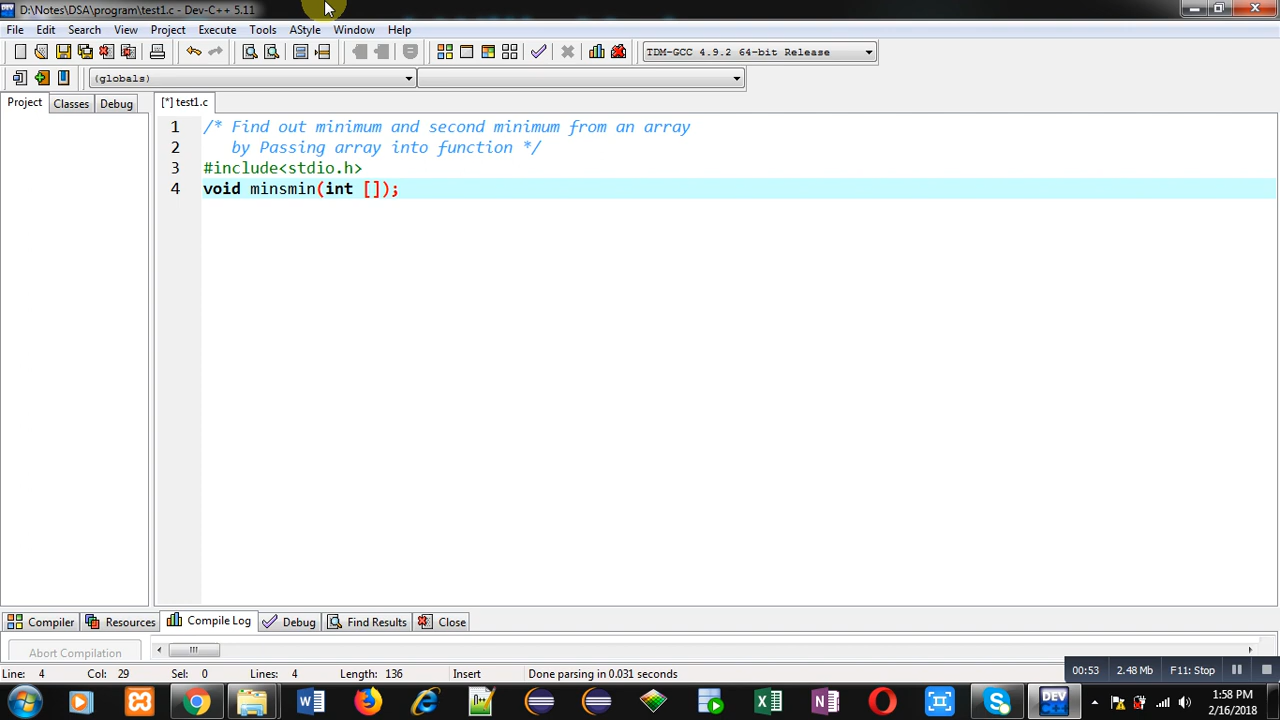 D:\Notes\DSA\program\test1.c - Dev-C++ 5.11
File Edit Search View Project Execute Tools AStyle Window Help
TDM-GCC 4.9.2 64-bit Release
(globals)
Project Classes Debug
[*] test1.c
1 /* Find out minimum and second minimum from an array
2 by Passing array into function */
3 #include<stdio.h>
4 void minsmin(int []);
Compiler Resources Compile Log Debug Find Results Close
Abort Compilation
Line: 4 Col: 29 Sel: 0 Lines: 4 Length: 136 Insert Done parsing in 0.031 seconds
00:53 2.48 Mb F11: Stop
DEV
1:58 PM
2/16/2018